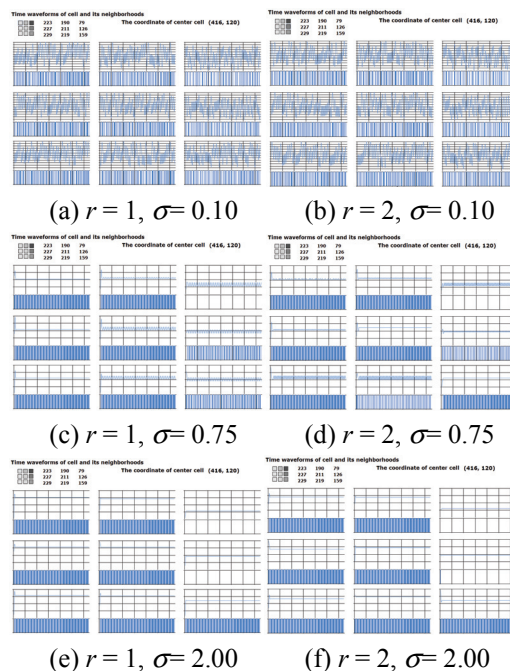 Time waveforms of cell and its neighborhoods
223 190 79
227 211 126
229 219 159
The coordinate of center cell (416, 120)
Time waveforms of cell and its neighborhoods
223 190 79
227 211 126
229 219 159
The coordinate of center cell (416, 120)
(a) r = 1, σ= 0.10
(b) r = 2, σ= 0.10
Time waveforms of cell and its neighborhoods
223 190 79
227 211 126
229 219 159
The coordinate of center cell (416, 120)
Time waveforms of cell and its neighborhoods
223 190 79
227 211 126
229 219 159
The coordinate of center cell (416, 120)
(c) r = 1, σ= 0.75
(d) r = 2, σ= 0.75
Time waveforms of cell and its neighborhoods
223 190 79
227 211 126
229 219 159
The coordinate of center cell (416, 120)
Time waveforms of cell and its neighborhoods
223 190 79
227 211 126
229 219 159
The coordinate of center cell (416, 120)
(e) r = 1, σ= 2.00
(f) r = 2, σ= 2.00